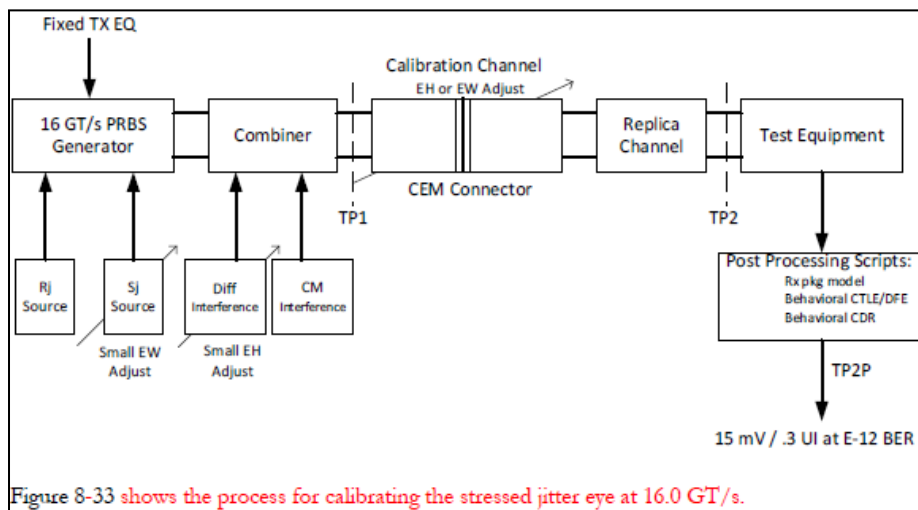 Fixed TX EQ
Calibration Channel
EH or EW Adjust
16 GT/s PRBS
Generator
Combiner
Replica
Channel
Test Equipment
CEM Connector
TP1
TP2
Rj
Source
Sj
Source
Diff
Interference
CM
Interference
Small EW
Adjust
Small EH
Adjust
Post Processing Scripts:
Rx pkg model
Behavioral CTLE/DFE
Behavioral CDR
TP2P
15 mV / .3 UI at E-12 BER
Figure 8-33 shows the process for calibrating the stressed jitter eye at 16.0 GT/s.